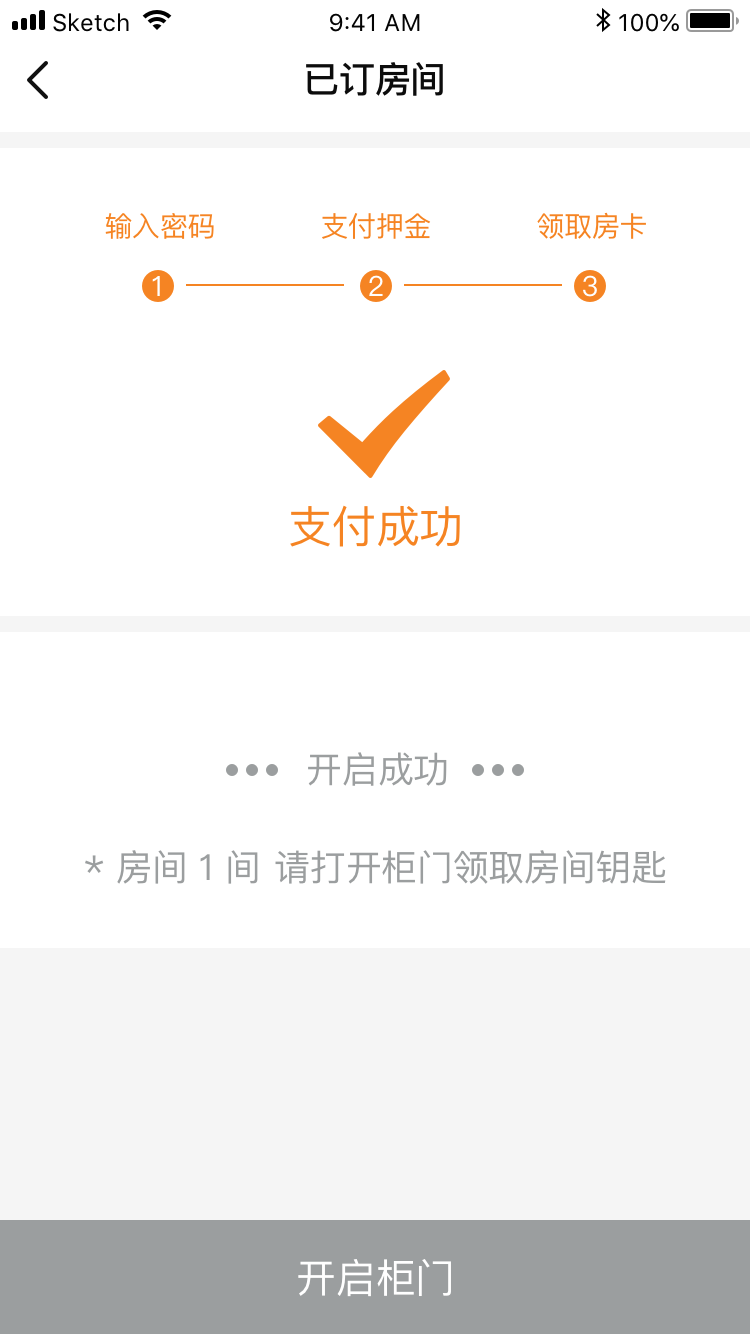 Sketch 9:41 AM 100%
已订房间
输入密码 支付押金 领取房卡
1 2 3
支付成功
••• 开启成功 •••
* 房间 1 间 请打开柜门领取房间钥匙
开启柜门